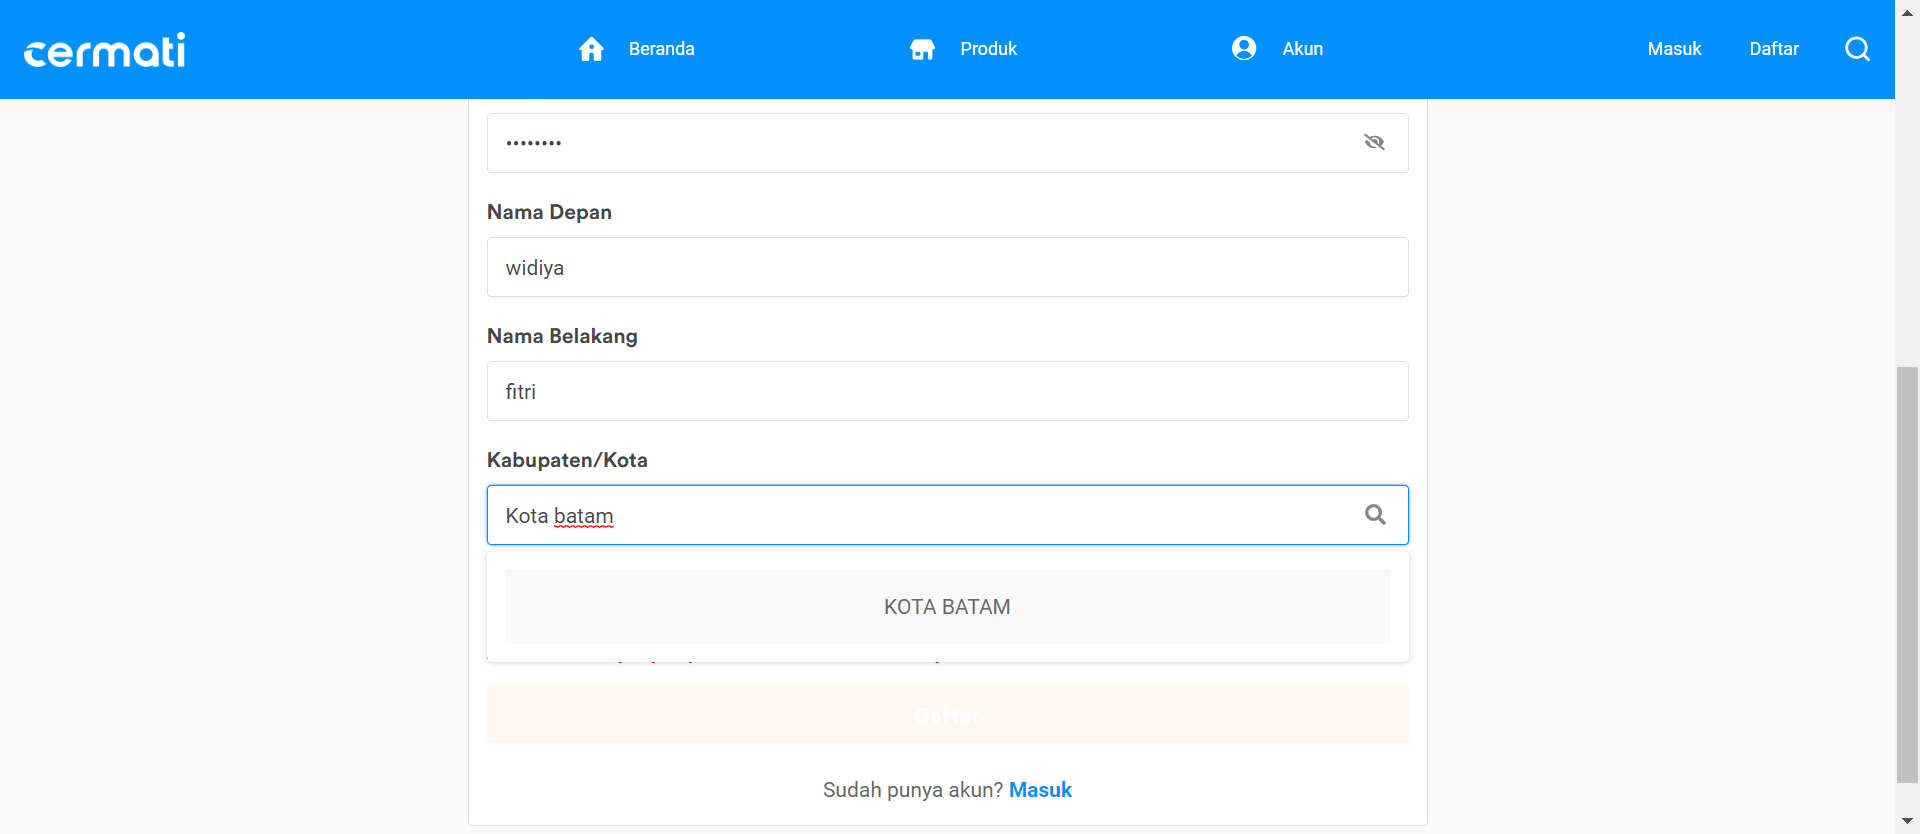 cermati
Beranda
Produk
Akun
Masuk
Daftar
••••••••
Nama Depan
widiya
Nama Belakang
fitri
Kabupaten/Kota
Kota batam
KOTA BATAM
Daftar
Sudah punya akun? Masuk